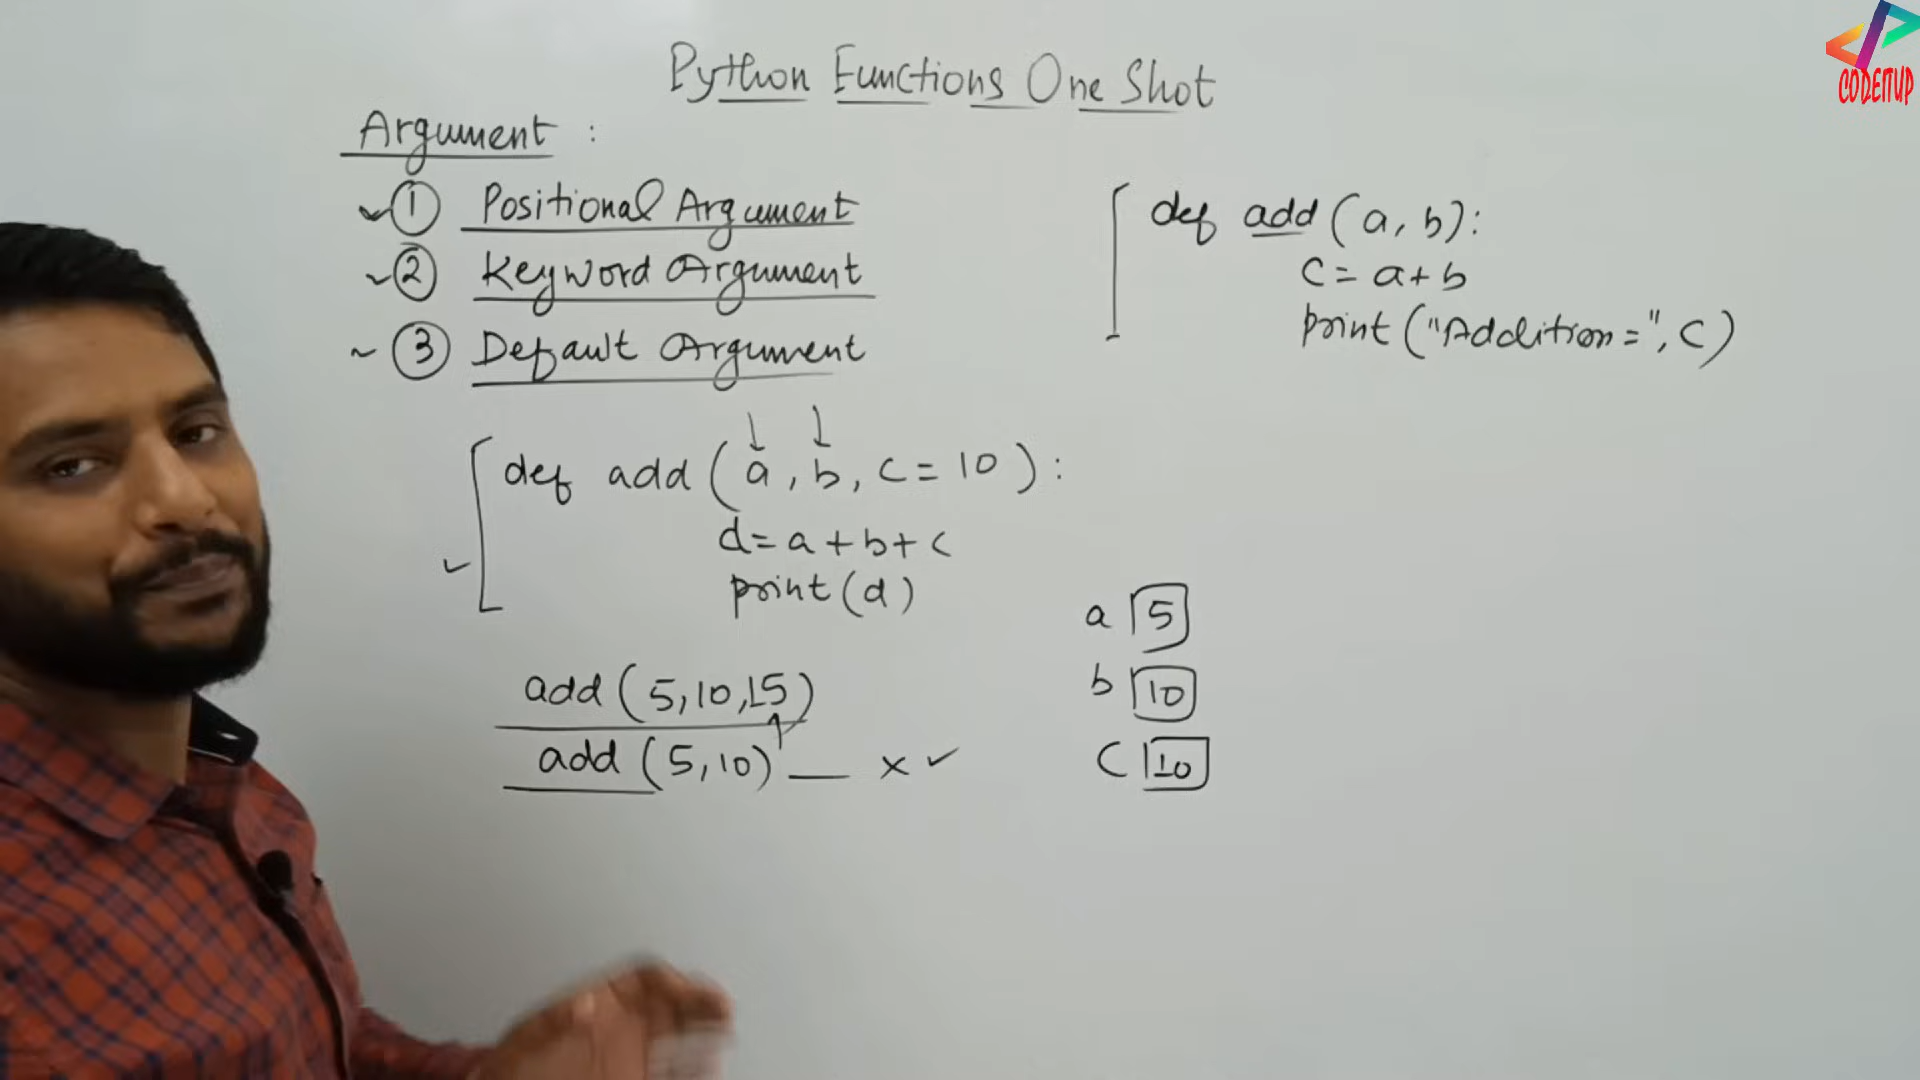 Python Functions One Shot
CODEITUP
Argument :
1 Positional Argument
2 Keyword Argument
3 Default Argument
def add (a, b):
c = a + b
print ("Addition =", c)
def add (a, b, c = 10):
d = a + b + c
print (d)
add (5, 10, 15)
add (5, 10) __ × ✓
a 5
b 10
c 10